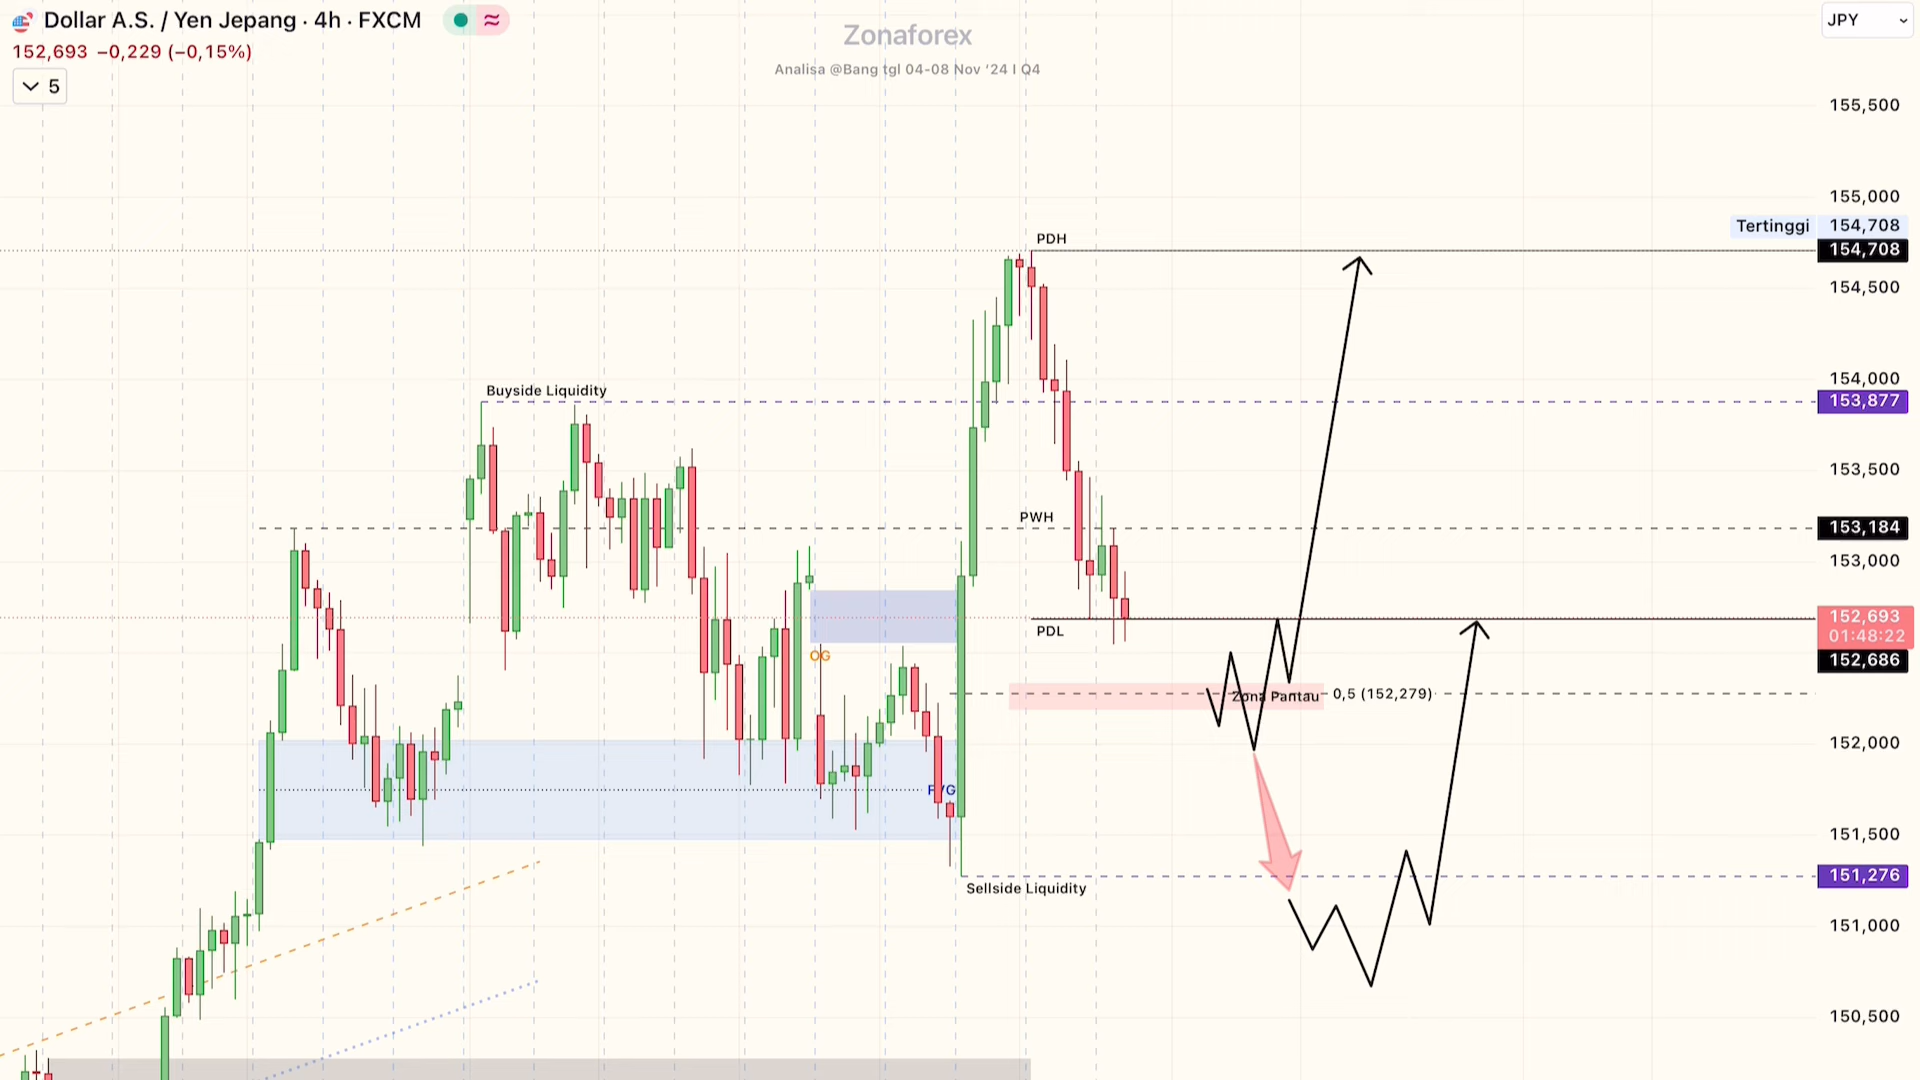 Dollar A.S. / Yen Jepang · 4h · FXCM
152,693 −0,229 (−0,15%)
5
Zonaforex
Analisa @Bang tgl 04-08 Nov ‘24 I Q4
JPY
155,500
155,000
Tertinggi 154,708
PDH
154,708
154,500
154,000
Buyside Liquidity
153,877
153,500
PWH
153,184
153,000
152,693
01:48:22
PDL
OG
152,686
Zona Pantau
0,5 (152,279)
152,000
FVG
151,500
151,276
Sellside Liquidity
151,000
150,500